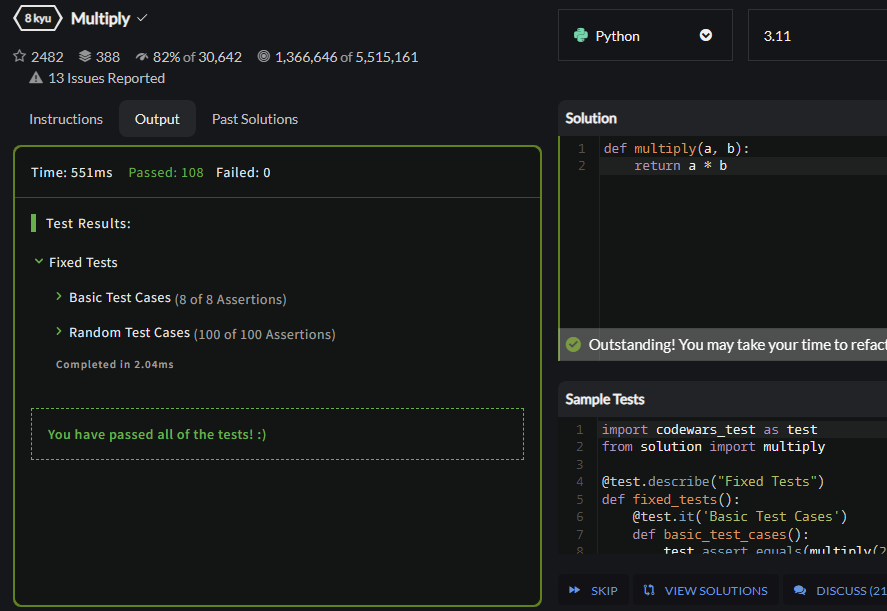 8 kyu Multiply
2482 388 82% of 30,642 1,366,646 of 5,515,161
13 Issues Reported
Instructions Output Past Solutions
Time: 551ms Passed: 108 Failed: 0
Test Results:
Fixed Tests
Basic Test Cases (8 of 8 Assertions)
Random Test Cases (100 of 100 Assertions)
Completed in 2.04ms
You have passed all of the tests! :)
Python 3.11
Solution
1 def multiply(a, b):
2     return a * b
Outstanding! You may take your time to refact
Sample Tests
1 import codewars_test as test
2 from solution import multiply
3
4 @test.describe("Fixed Tests")
5 def fixed_tests():
6     @test.it('Basic Test Cases')
7     def basic_test_cases():
8         test.assert_equals(multiply(2
SKIP VIEW SOLUTIONS DISCUSS (21